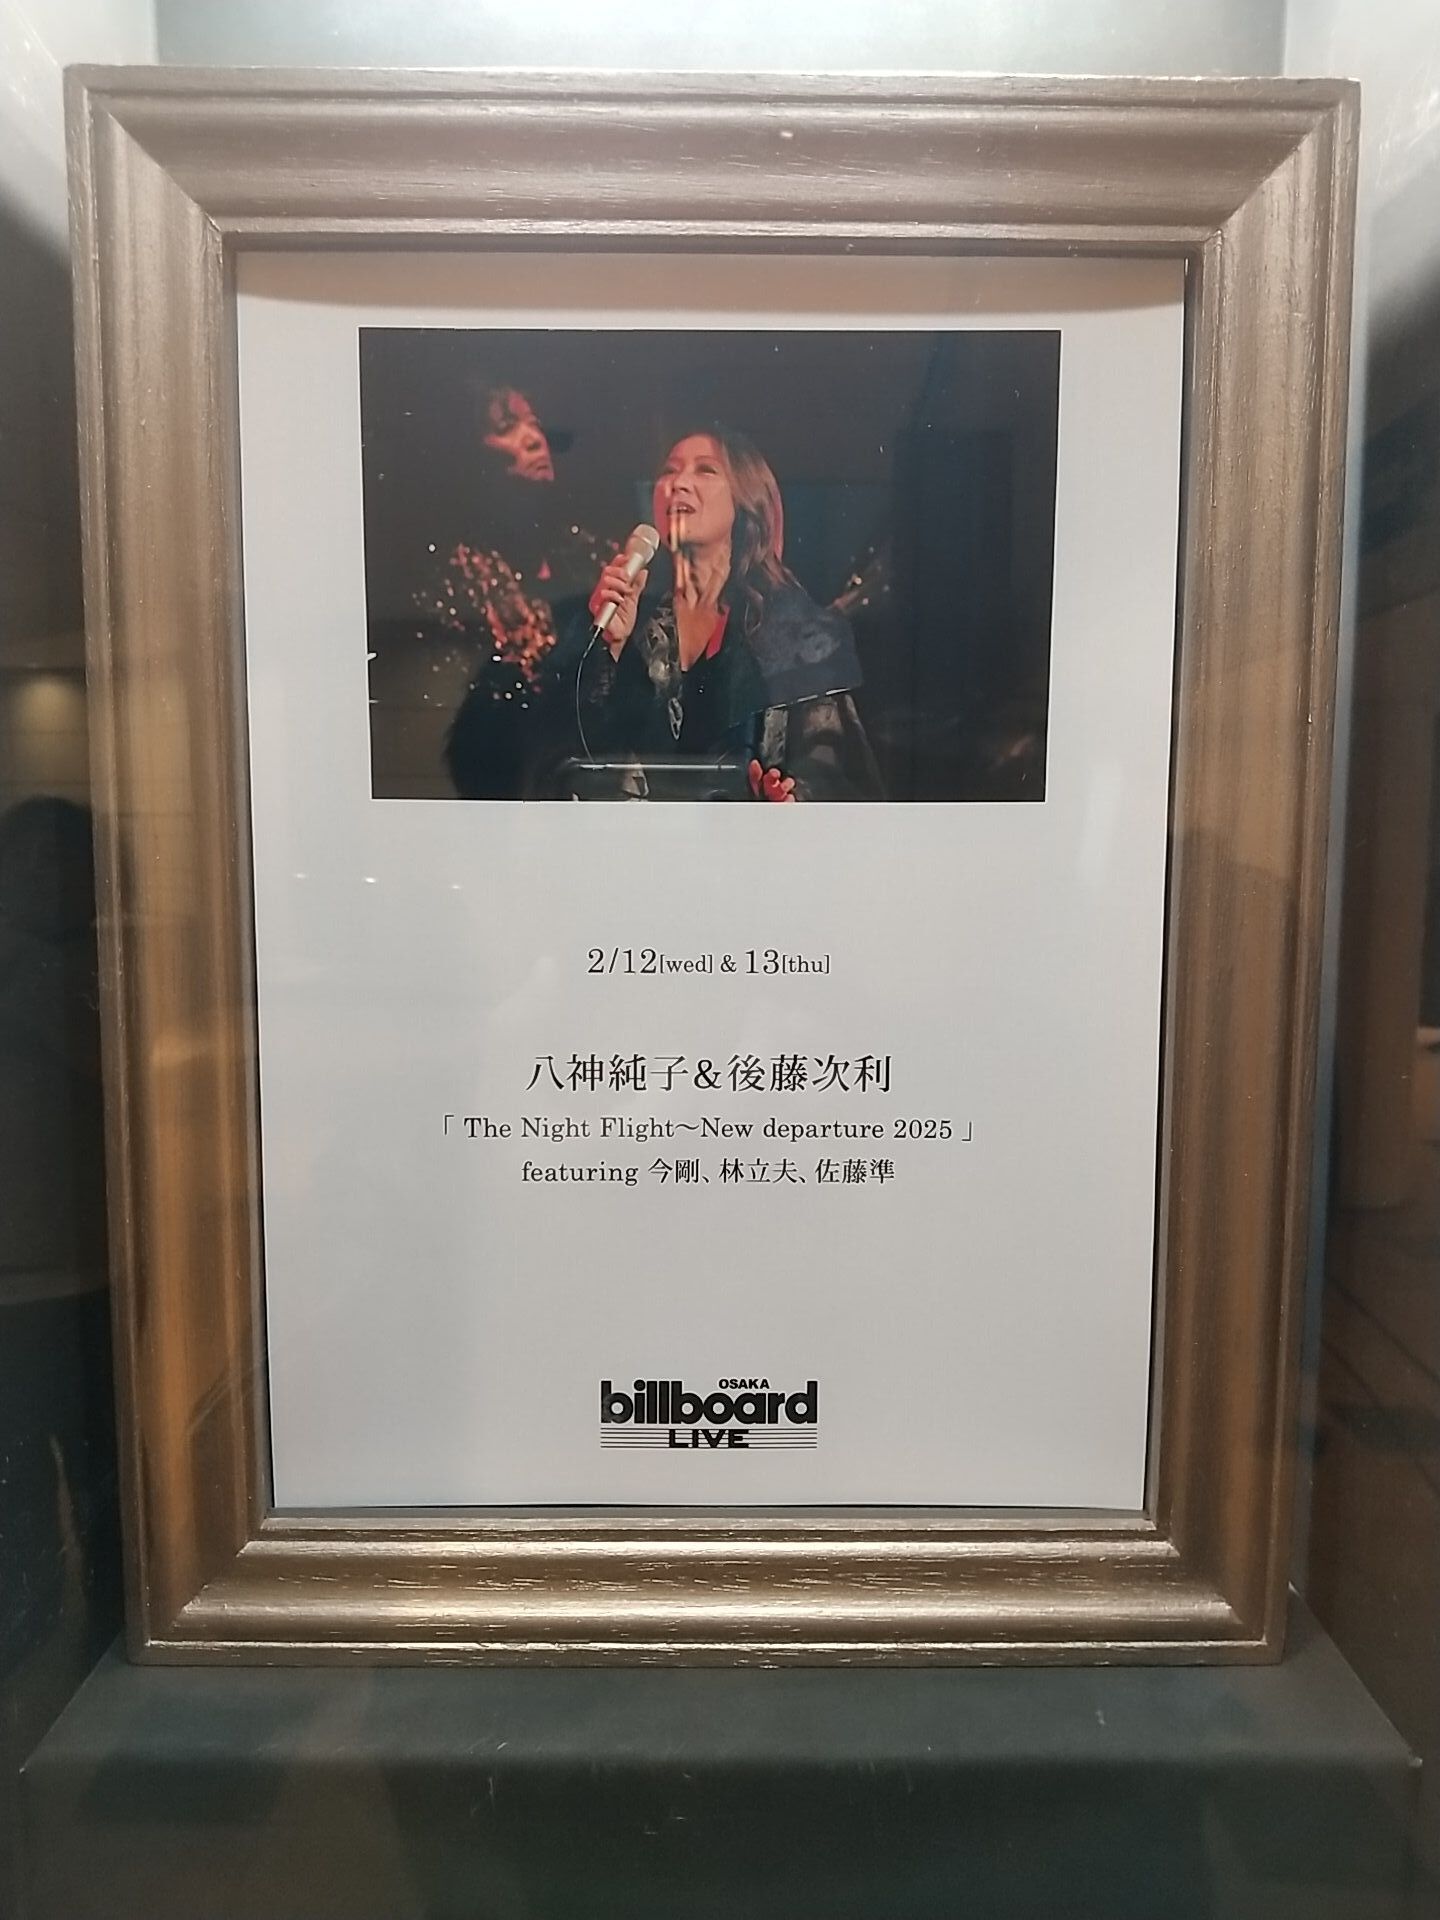 2/12[wed] & 13[thu]
八神純子&後藤次利
「 The Night Flight～New departure 2025 」
featuring 今剛、林立夫、佐藤準
OSAKA
billboard
LIVE